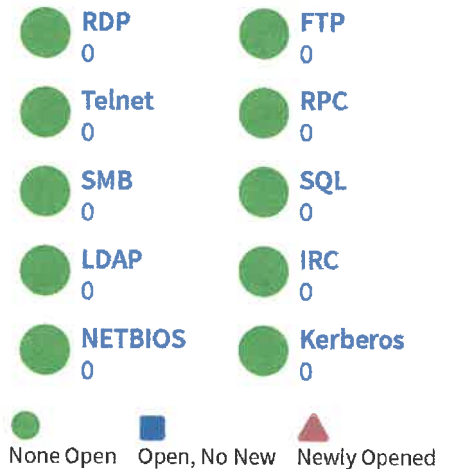 RDP
0
FTP
0
Telnet
0
RPC
0
SMB
0
SQL
0
LDAP
0
IRC
0
NETBIOS
0
Kerberos
0
None Open
Open, No New
Newly Opened